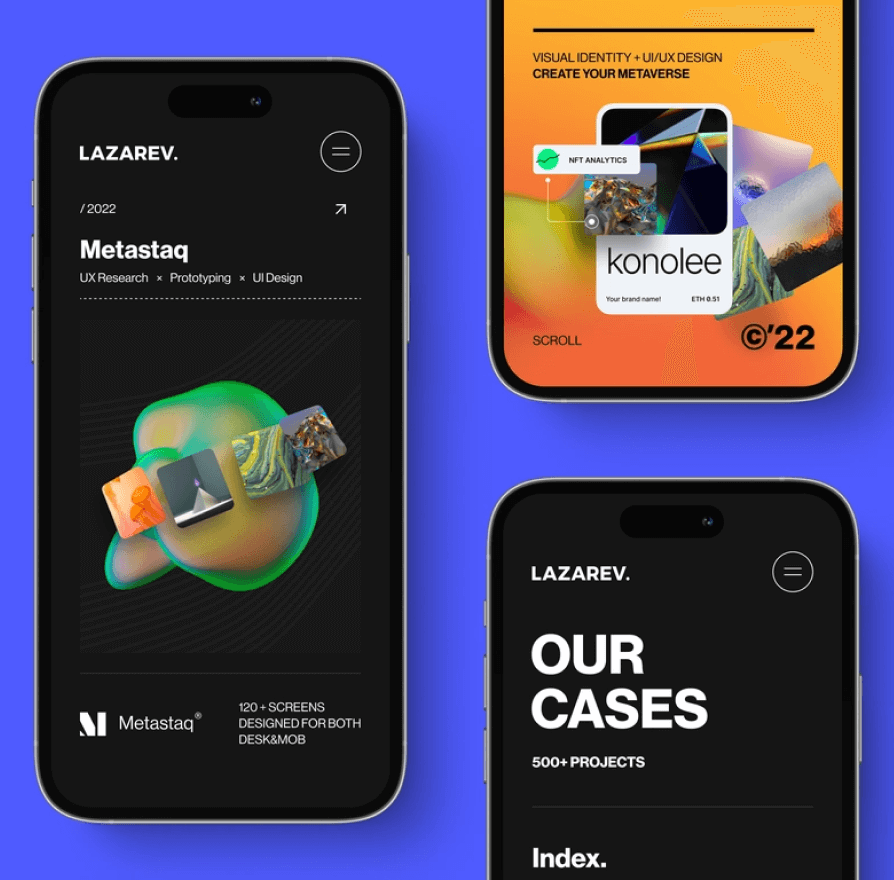 LAZAREV.
/ 2022
Metastaq
UX Research × Prototyping × UI Design
Metastaq®
120 + SCREENS
DESIGNED FOR BOTH
DESK&MOB
VISUAL IDENTITY + UI/UX DESIGN
CREATE YOUR METAVERSE
NFT ANALYTICS
konolee
Your brand name! ETH 0.51
SCROLL ©'22
LAZAREV.
OUR
CASES
500+ PROJECTS
Index.